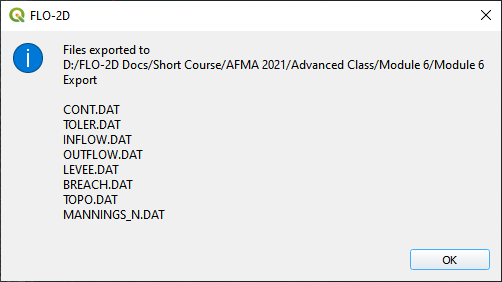 FLO-2D
Files exported to
D:/FLO-2D Docs/Short Course/AFMA 2021/Advanced Class/Module 6/Module 6
Export
CONT.DAT
TOLER.DAT
INFLOW.DAT
OUTFLOW.DAT
LEVEE.DAT
BREACH.DAT
TOPO.DAT
MANNINGS_N.DAT
OK